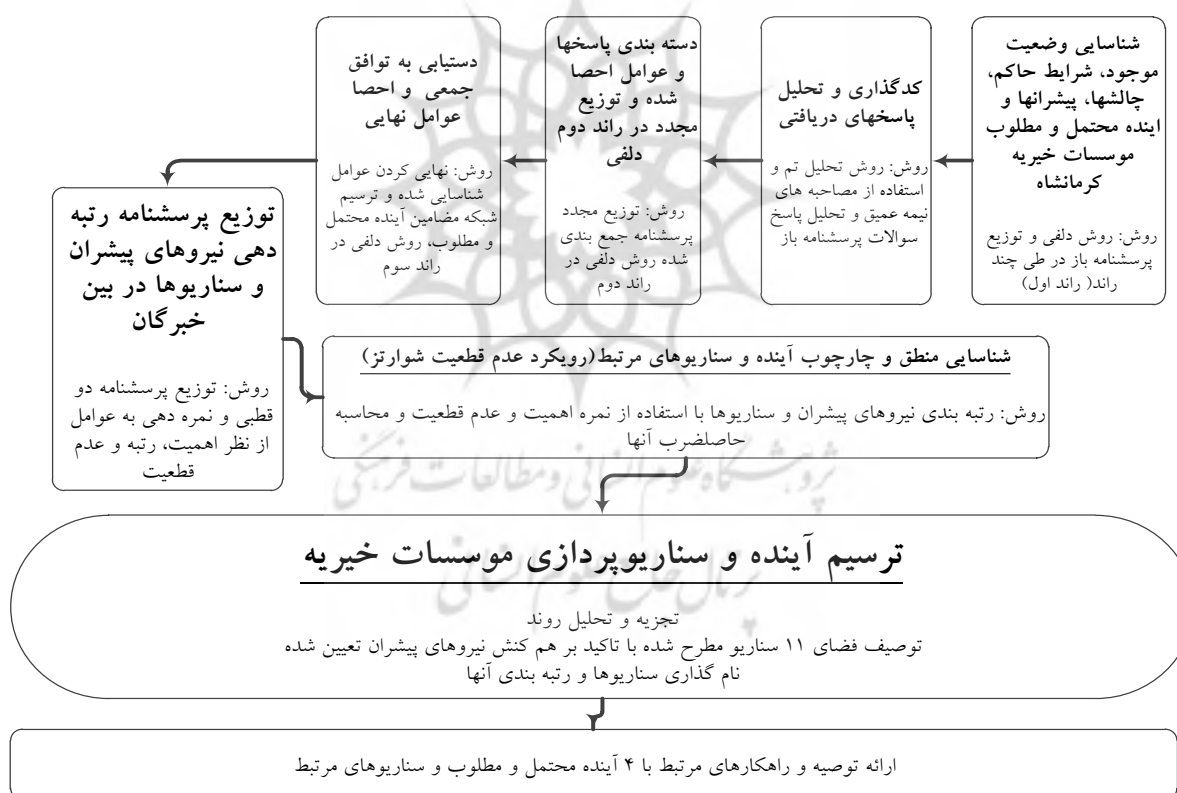 شناسایی وضعیت
موجود، شرایط حاکم،
چالشها، پیشرانها و
اینده محتمل و مطلوب
موسسات خیریه
کرمانشاه
روش: روش دلفی و توزیع
پرسشنامه باز در طی چند
راند( راند اول)
کدگذاری و تحلیل
پاسخهای دریافتی
روش: روش تحلیل تم و
استفاده از مصاحبه های
نیمه عمیق و تحلیل پاسخ
سوالات پرسشنامه باز
دسته بندی پاسخها
و عوامل احصا
شده و توزیع
مجدد در راند دوم
دلفی
روش: توزیع مجدد
پرسشنامه جمع بندی
شده روش دلفی در
راند دوم
دستیابی به توافق
جمعی و احصا
عوامل نهایی
روش: نهایی کردن عوامل
شناسایی شده و ترسیم
شبکه مضامین آینده محتمل
و مطلوب، روش دلفی در
راند سوم
توزیع پرسشنامه رتبه
دهی نیروهای پیشران
و سناریوها در بین
خبرگان
روش: توزیع پرسشنامه دو
قطبی و نمره دهی به عوامل
از نظر اهمیت، رتبه و عدم
قطعیت
شناسایی منطق و چارچوب آینده و سناریوهای مرتبط(رویکرد عدم قطعیت شوارتز)
روش: رتبه بندی نیروهای پیشران و سناریوها با استفاده از نمره اهمیت و عدم قطعیت و محاسبه
حاصلضرب آنها
پژوهشگاه علوم انسانی و مطالعات فرهنگی
ترسیم آینده و سناریوپردازی موسسات خیریه
پرتال جامع علوم انسانی
تجزیه و تحلیل روند
توصیف فضای ۱۱ سناریو مطرح شده با تاکید بر هم کنش نیروهای پیشران تعیین شده
نام گذاری سناریوها و رتبه بندی آنها
ارائه توصیه و راهکارهای مرتبط با ۴ آینده محتمل و مطلوب و سناریوهای مرتبط